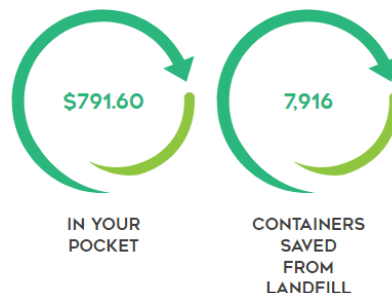 $791.60
IN YOUR
POCKET
7,916
CONTAINERS
SAVED
FROM
LANDFILL